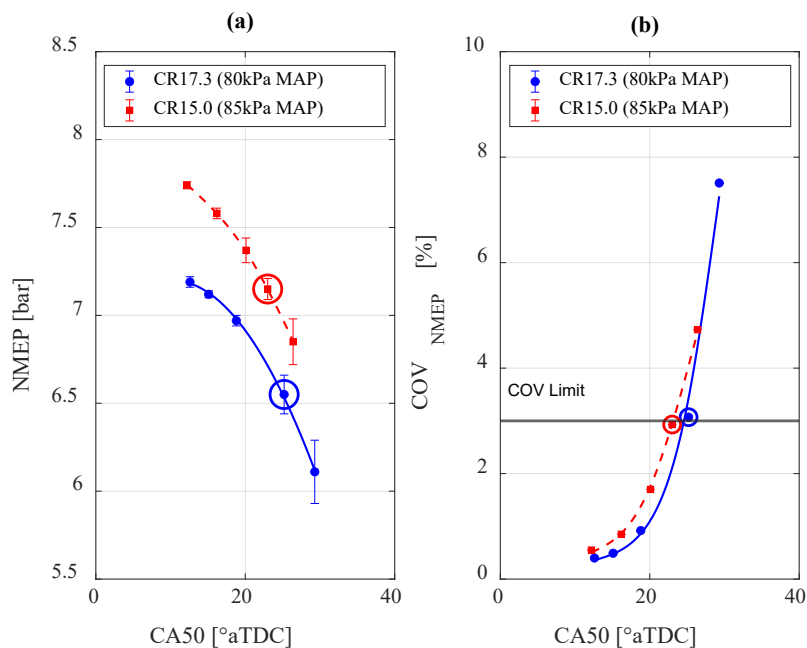 (a)
8.5
8
7.5
7
6.5
6
5.5
NMEP [bar]
CR17.3 (80kPa MAP)
CR15.0 (85kPa MAP)
0
20
40
CA50 [°aTDC]
(b)
10
8
6
4
2
0
COV NMEP [%]
CR17.3 (80kPa MAP)
CR15.0 (85kPa MAP)
COV Limit
0
20
40
CA50 [°aTDC]